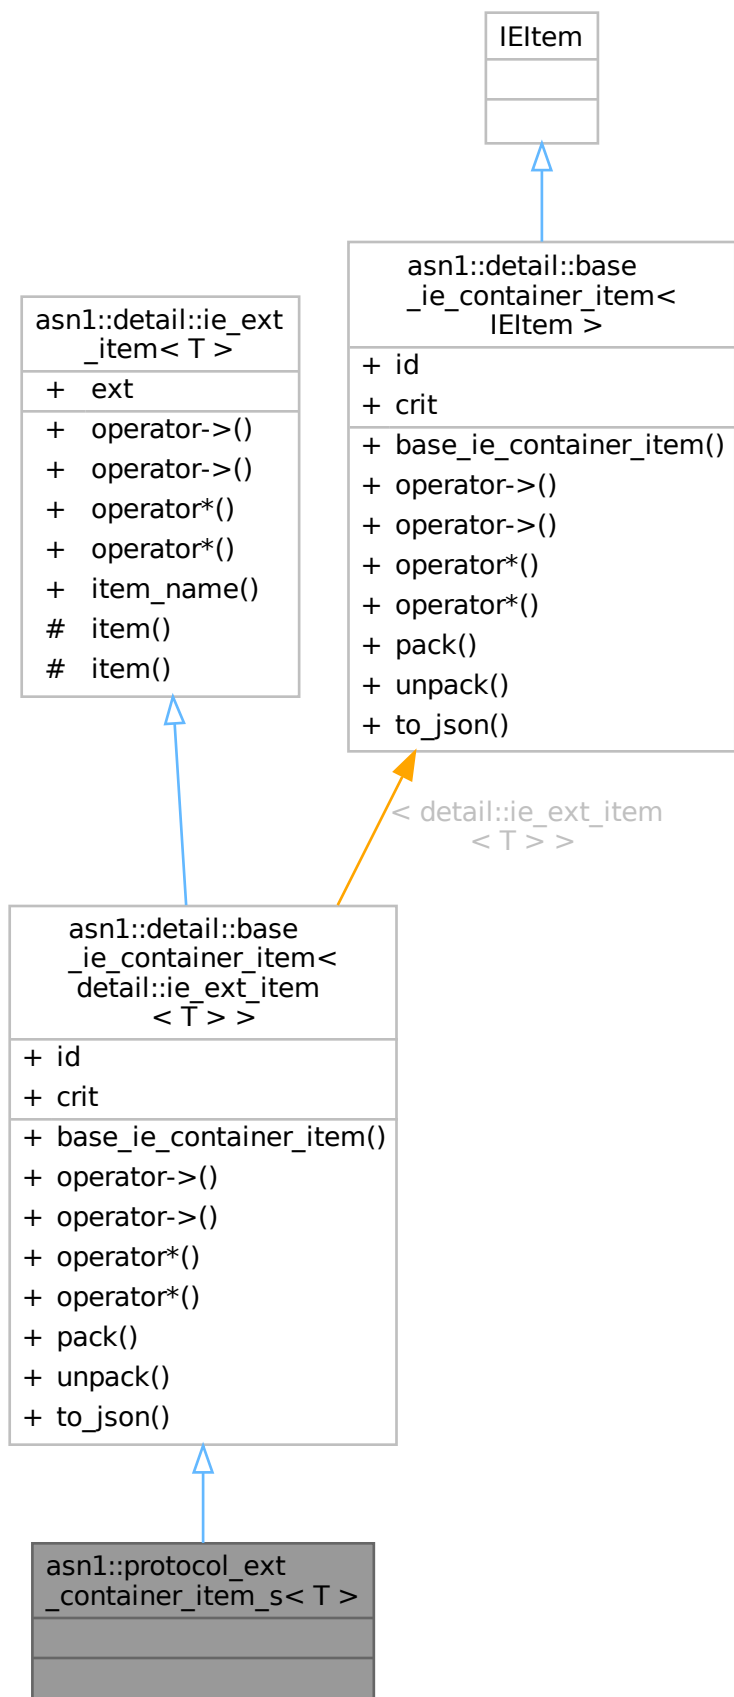 IEItem
asn1::detail::base
_ie_container_item<
IEItem >
+ id
+ crit
+ base_ie_container_item()
+ operator->()
+ operator->()
+ operator*()
+ operator*()
+ pack()
+ unpack()
+ to_json()
asn1::detail::ie_ext
_item< T >
+ ext
+ operator->()
+ operator->()
+ operator*()
+ operator*()
+ item_name()
# item()
# item()
< detail::ie_ext_item
< T > >
asn1::detail::base
_ie_container_item<
detail::ie_ext_item
< T > >
+ id
+ crit
+ base_ie_container_item()
+ operator->()
+ operator->()
+ operator*()
+ operator*()
+ pack()
+ unpack()
+ to_json()
asn1::protocol_ext
_container_item_s< T >